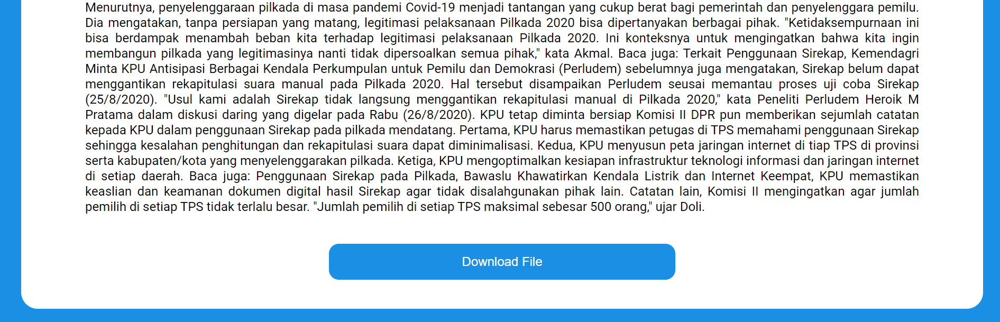 Menurutnya, penyelenggaraan pilkada di masa pandemi Covid-19 menjadi tantangan yang cukup berat bagi pemerintah dan penyelenggara pemilu.
Dia mengatakan, tanpa persiapan yang matang, legitimasi pelaksanaan Pilkada 2020 bisa dipertanyakan berbagai pihak. "Ketidaksempurnaan ini
bisa berdampak menambah beban kita terhadap legitimasi pelaksanaan Pilkada 2020. Ini konteksnya untuk mengingatkan bahwa kita ingin
membangun pilkada yang legitimasinya nanti tidak dipersoalkan semua pihak," kata Akmal. Baca juga: Terkait Penggunaan Sirekap, Kemendagri
Minta KPU Antisipasi Berbagai Kendala Perkumpulan untuk Pemilu dan Demokrasi (Perludem) sebelumnya juga mengatakan, Sirekap belum dapat
menggantikan rekapitulasi suara manual pada Pilkada 2020. Hal tersebut disampaikan Perludem seusai memantau proses uji coba Sirekap
(25/8/2020). "Usul kami adalah Sirekap tidak langsung menggantikan rekapitulasi manual di Pilkada 2020," kata Peneliti Perludem Heroik M
Pratama dalam diskusi daring yang digelar pada Rabu (26/8/2020). KPU tetap diminta bersiap Komisi II DPR pun memberikan sejumlah catatan
kepada KPU dalam penggunaan Sirekap pada pilkada mendatang. Pertama, KPU harus memastikan petugas di TPS memahami penggunaan Sirekap
sehingga kesalahan penghitungan dan rekapitulasi suara dapat diminimalisasi. Kedua, KPU menyusun peta jaringan internet di tiap TPS di provinsi
serta kabupaten/kota yang menyelenggarakan pilkada. Ketiga, KPU mengoptimalkan kesiapan infrastruktur teknologi informasi dan jaringan internet
di setiap daerah. Baca juga: Penggunaan Sirekap pada Pilkada, Bawaslu Khawatirkan Kendala Listrik dan Internet Keempat, KPU memastikan
keaslian dan keamanan dokumen digital hasil Sirekap agar tidak disalahgunakan pihak lain. Catatan lain, Komisi II mengingatkan agar jumlah
pemilih di setiap TPS tidak terlalu besar. "Jumlah pemilih di setiap TPS maksimal sebesar 500 orang," ujar Doli.
Download File